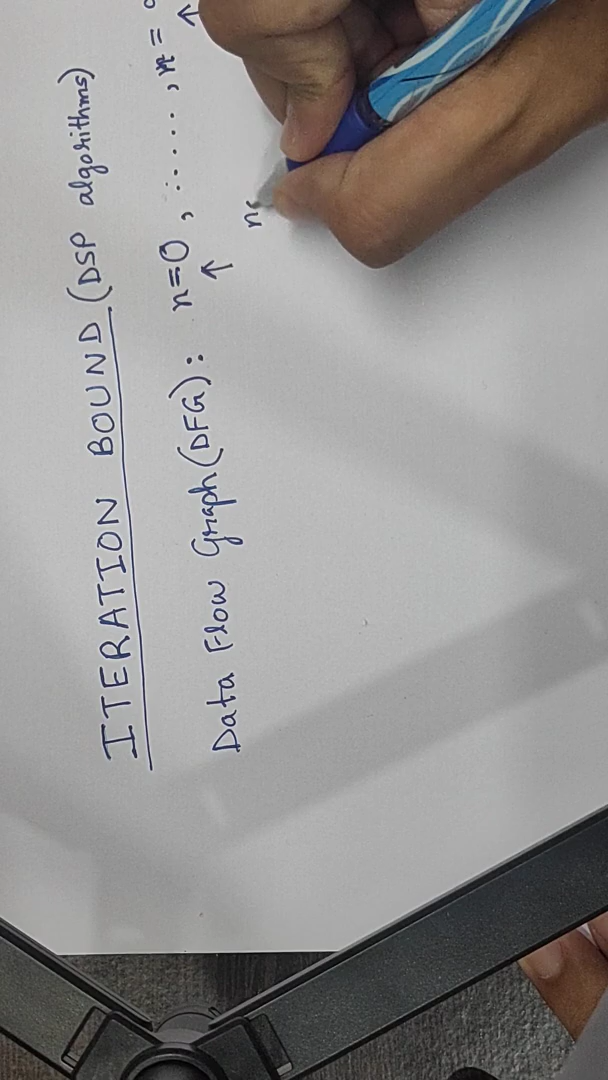 ITERATION BOUND (DSP algorithms)
Data Flow Graph (DFG): n=0, ......, n=
↑ ↑